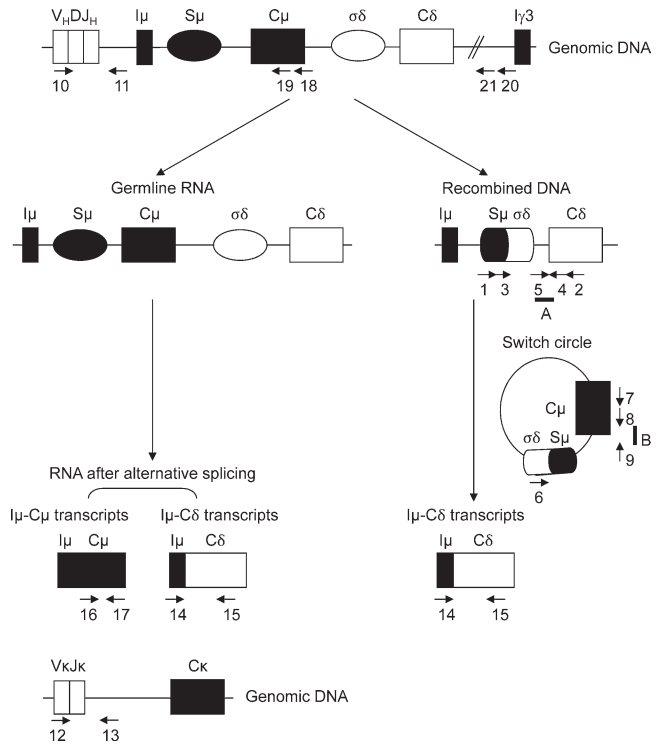 VHDJH Iμ Sμ Cμ σδ Cδ Iγ3
Genomic DNA
10 11 19 18 21 20
Germline RNA
Iμ Sμ Cμ σδ Cδ
Recombined DNA
Iμ Sμ σδ Cδ
1 3 5 4 2
A
Switch circle
Cμ
7
8
B
σδ Sμ
9
6
RNA after alternative splicing
Iμ-Cμ transcripts Iμ-Cδ transcripts
Iμ Cμ Iμ Cδ
16 17 14 15
Iμ-Cδ transcripts
Iμ Cδ
14 15
VκJκ Cκ
Genomic DNA
12 13